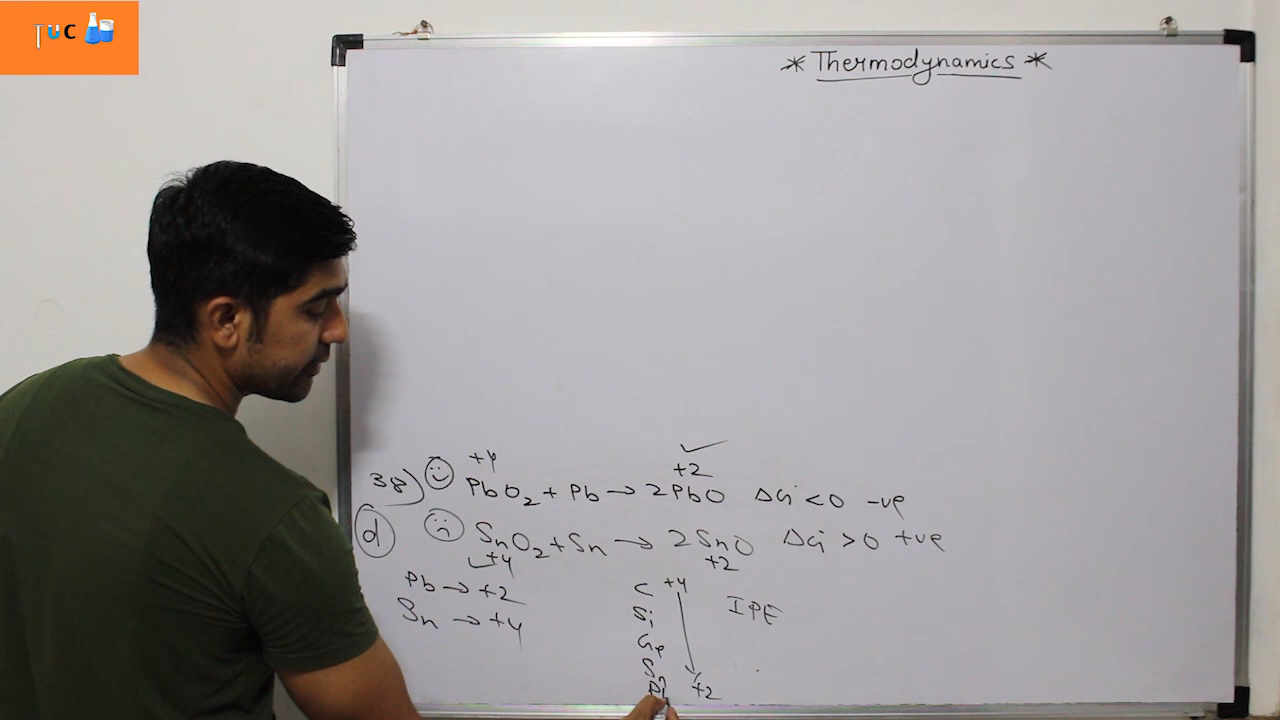 TUC
* Thermodynamics *
+4 +2
38) PbO₂ + Pb → 2PbO ΔG < 0 -ve
d SnO₂ + Sn → 2SnO ΔG > 0 +ve
+4 +2
Pb → +2
Sn → +4
C +4 IPE
Si
Ge
Sn
Pb +2